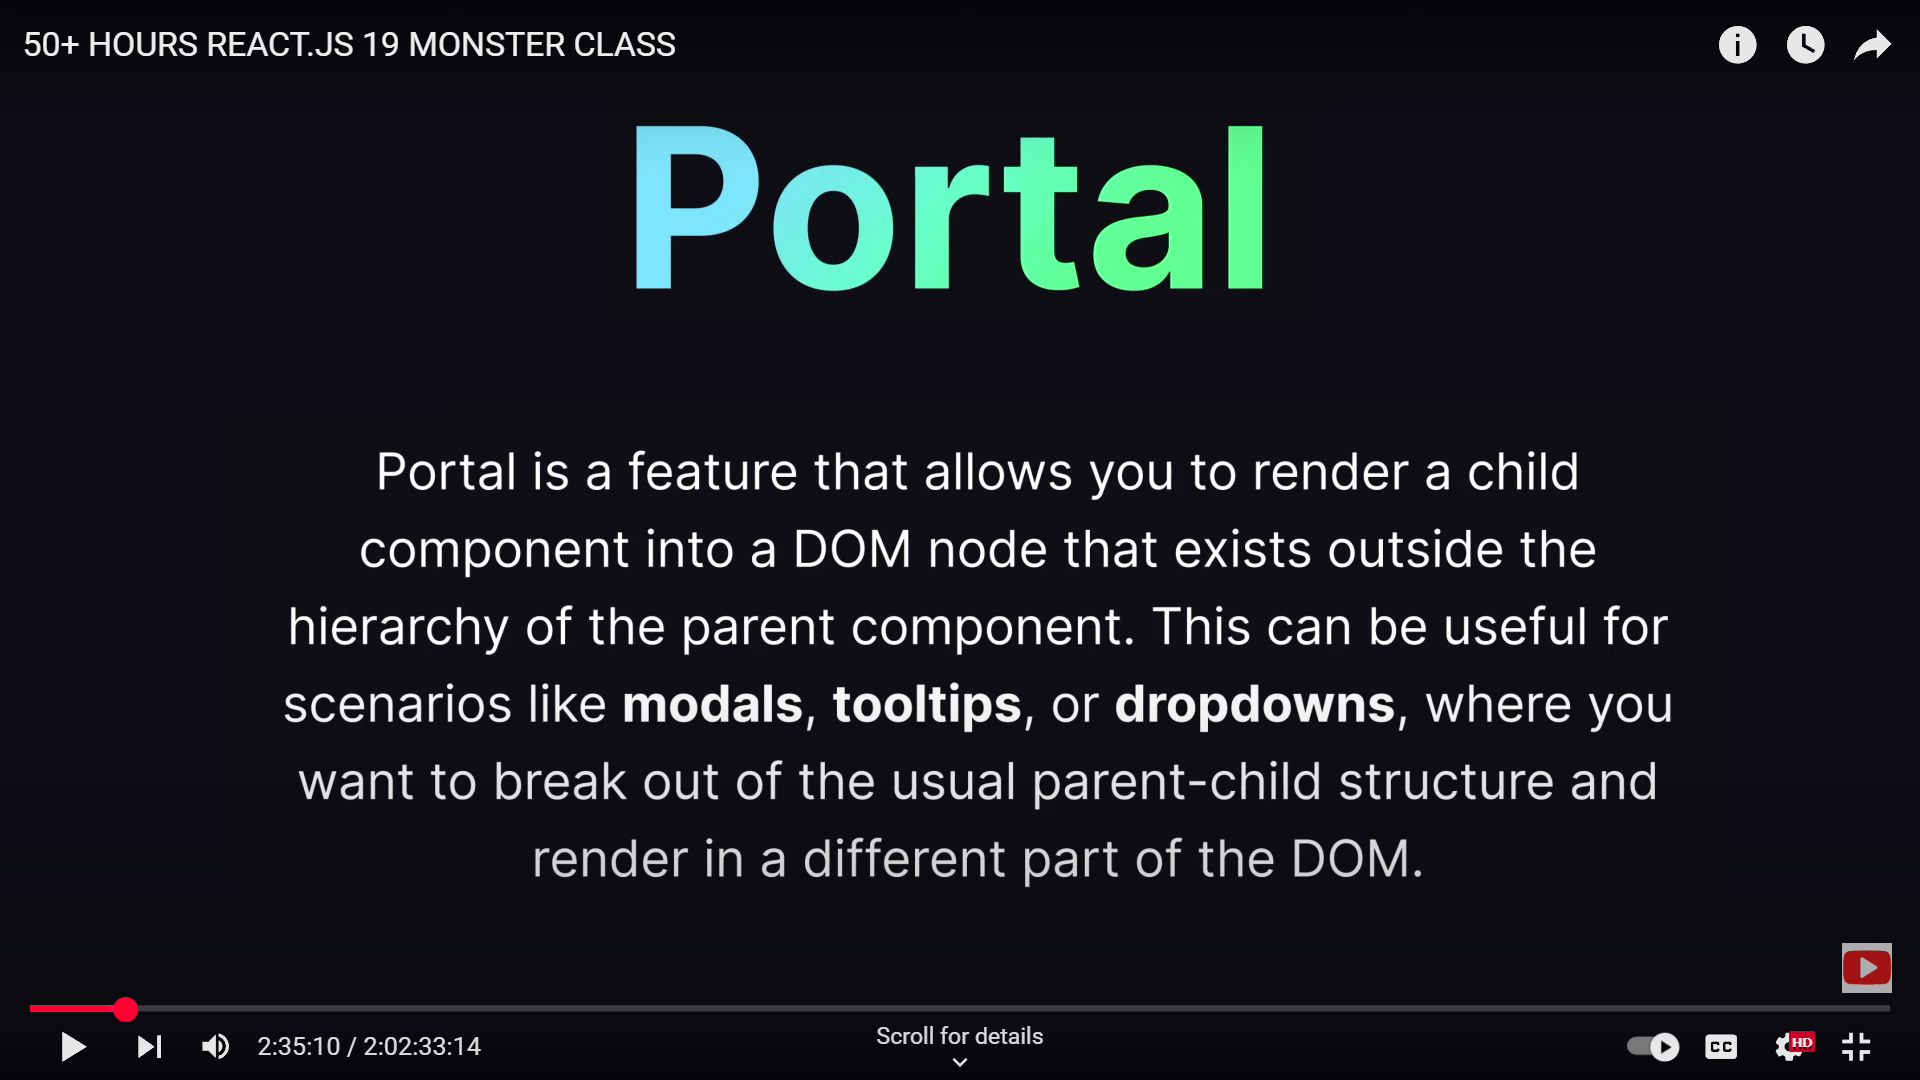 50+ HOURS REACT.JS 19 MONSTER CLASS
Portal
Portal is a feature that allows you to render a child
component into a DOM node that exists outside the
hierarchy of the parent component. This can be useful for
scenarios like modals, tooltips, or dropdowns, where you
want to break out of the usual parent-child structure and
render in a different part of the DOM.
2:35:10 / 2:02:33:14
Scroll for details
CC
HD